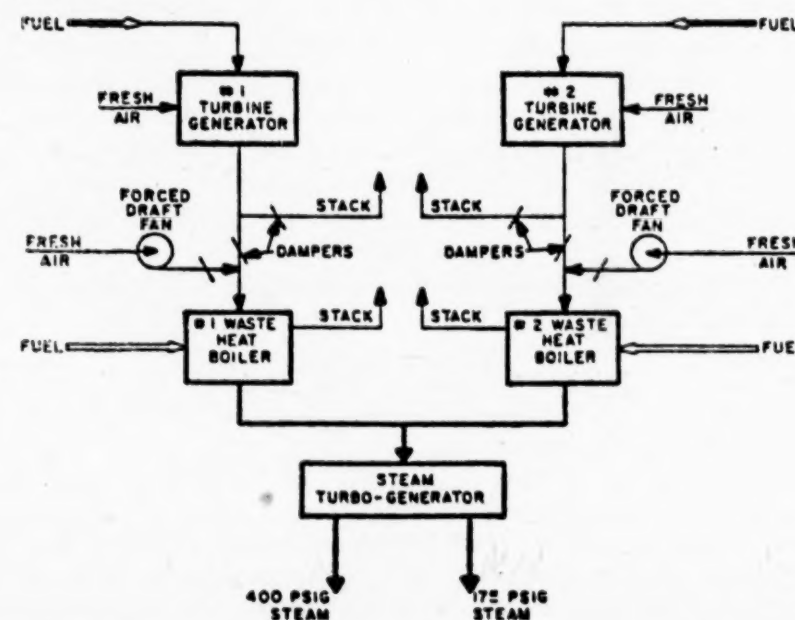 FUEL
FUEL
#1
TURBINE
GENERATOR
#2
TURBINE
GENERATOR
FRESH
AIR
FRESH
AIR
FORCED
DRAFT
FAN
STACK
STACK
FORCED
DRAFT
FAN
FRESH
AIR
DAMPERS
DAMPERS
FRESH
AIR
STACK
STACK
#1 WASTE
HEAT
BOILER
#2 WASTE
HEAT
BOILER
FUEL
FUE
STEAM
TURBO-GENERATOR
400 PSIG
STEAM
PSIG
STEAM